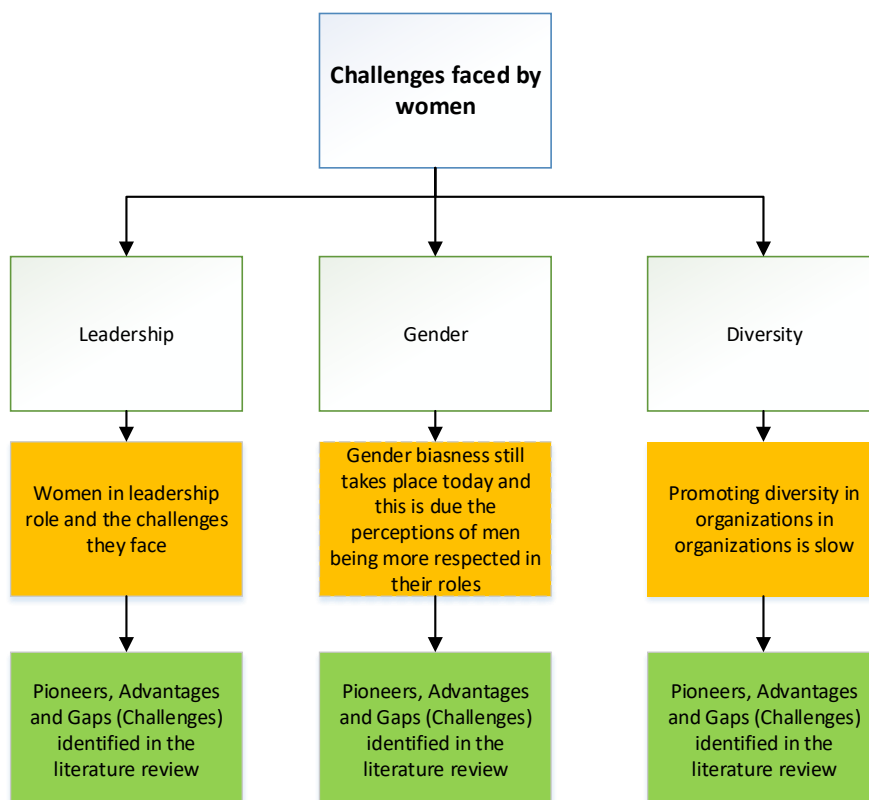 Challenges faced by
women
Leadership
Gender
Diversity
Women in leadership
role and the challenges
they face
Gender biasness still
takes place today and
this is due the
perceptions of men
being more respected in
their roles
Promoting diversity in
organizations in
organizations is slow
Pioneers, Advantages
and Gaps (Challenges)
identified in the
literature review
Pioneers, Advantages
and Gaps (Challenges)
identified in the
literature review
Pioneers, Advantages
and Gaps (Challenges)
identified in the
literature review